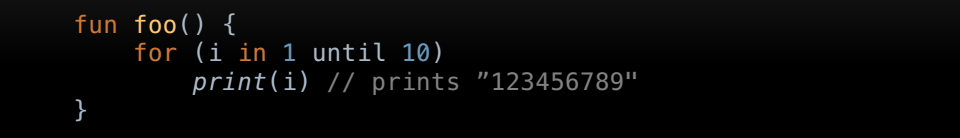 fun foo() {
    for (i in 1 until 10)
        print(i) // prints ”123456789"
}